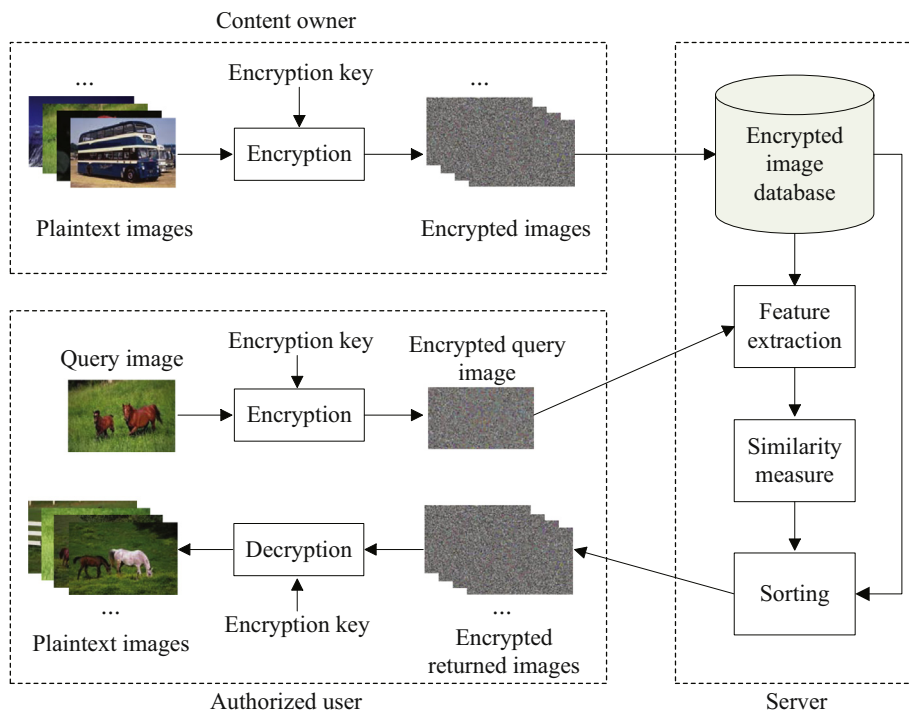 Content owner
...
Encryption key
...
Encryption
Plaintext images
Encrypted images
Encrypted
image
database
Feature
extraction
Similarity
measure
Sorting
Server
Query image
Encryption key
Encrypted query
image
Encryption
Decryption
...
Encryption key
...
Plaintext images
Encrypted
returned images
Authorized user